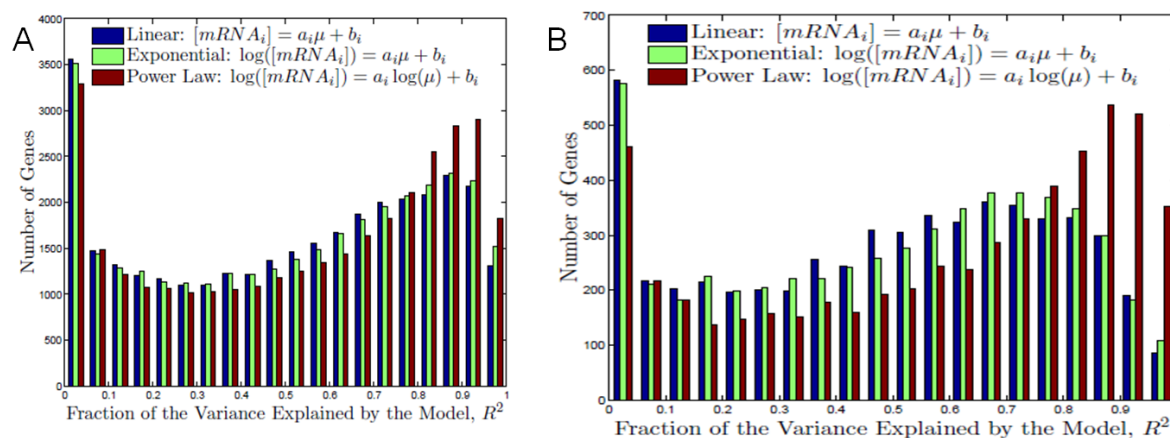 A
Linear: [mRNA_i] = a_iμ + b_i
Exponential: log([mRNA_i]) = a_iμ + b_i
Power Law: log([mRNA_i]) = a_i log(μ) + b_i
Number of Genes
4000
3500
3000
2500
2000
1500
1000
500
0
0 0.1 0.2 0.3 0.4 0.5 0.6 0.7 0.8 0.9 1
Fraction of the Variance Explained by the Model, R²
B
Linear: [mRNA_i] = a_iμ + b_i
Exponential: log([mRNA_i]) = a_iμ + b_i
Power Law: log([mRNA_i]) = a_i log(μ) + b_i
Number of Genes
700
600
500
400
300
200
100
0
0 0.1 0.2 0.3 0.4 0.5 0.6 0.7 0.8 0.9
Fraction of the Variance Explained by the Model, R²